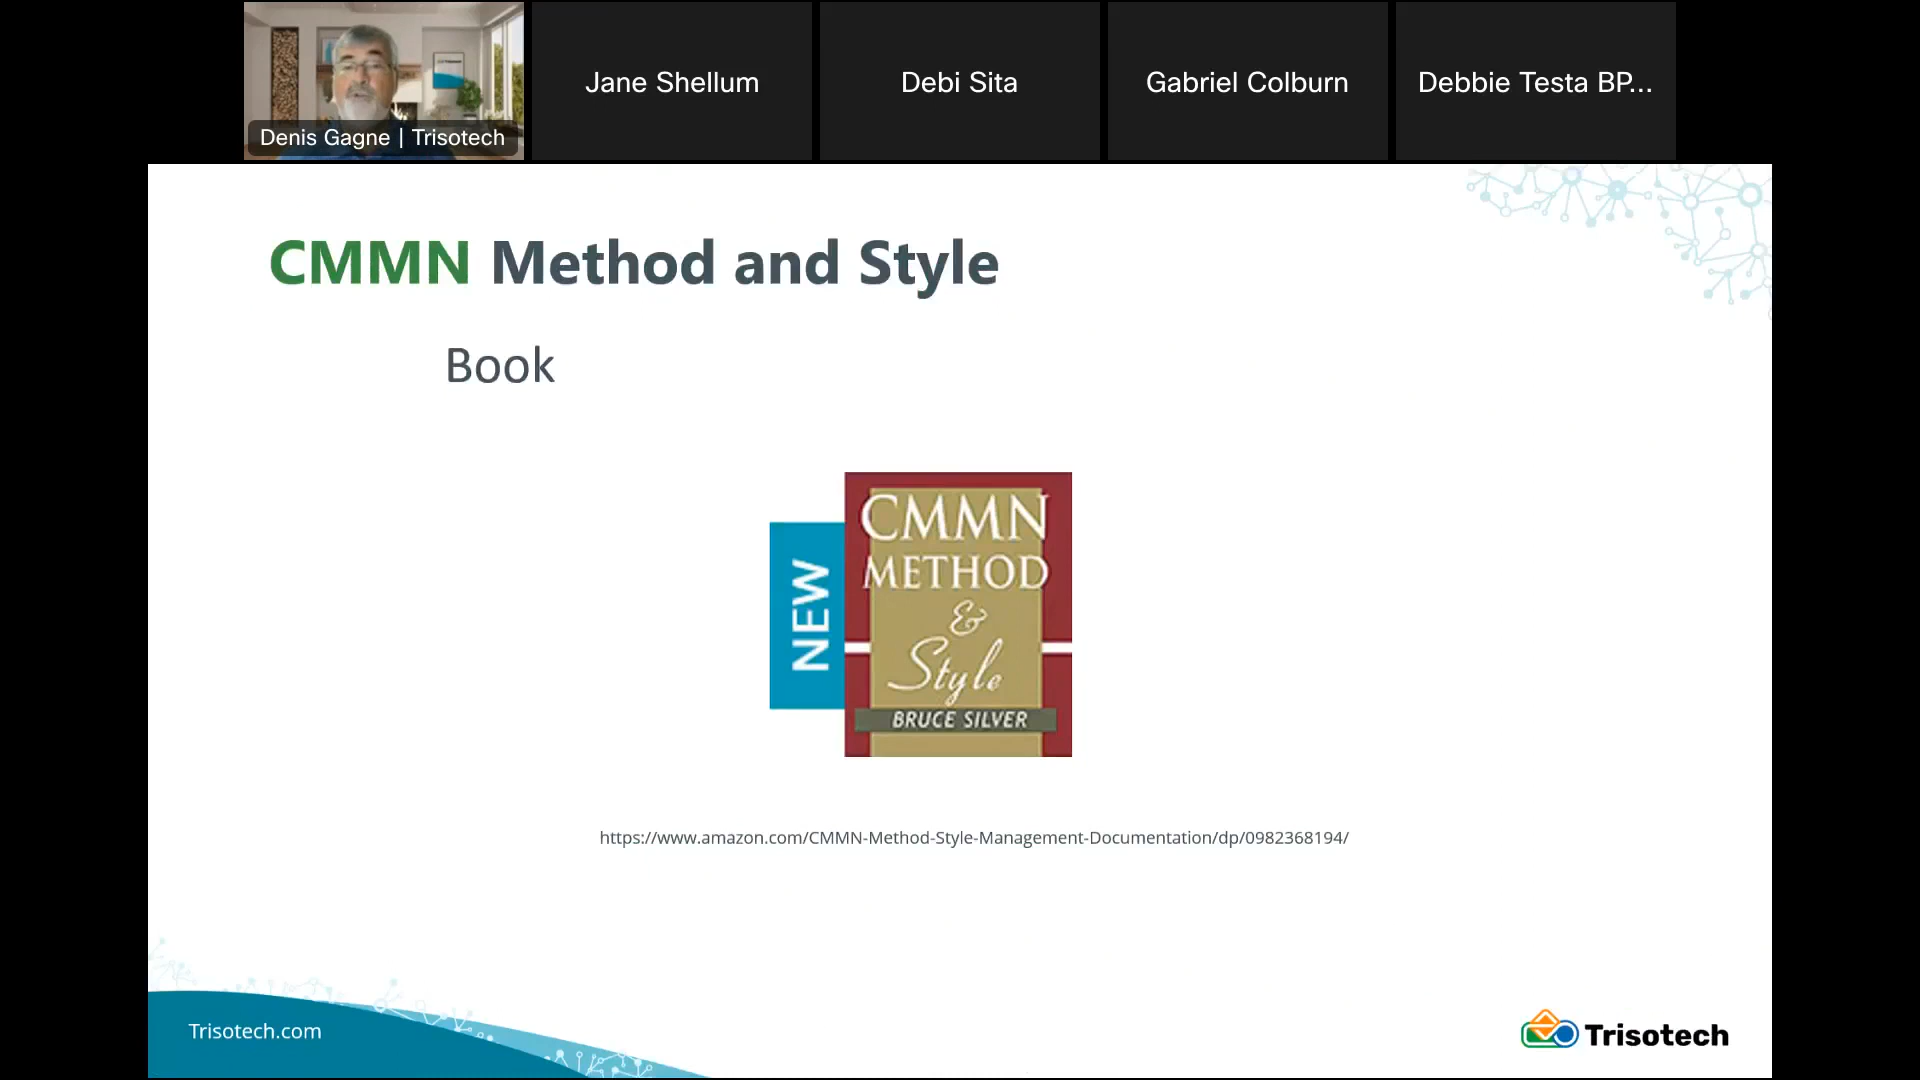 Denis Gagne | Trisotech
Jane Shellum
Debi Sita
Gabriel Colburn
Debbie Testa BP...
CMMN Method and Style
Book
NEW
CMMN
METHOD
&
Style
BRUCE SILVER
https://www.amazon.com/CMMN-Method-Style-Management-Documentation/dp/0982368194/
Trisotech.com
Trisotech